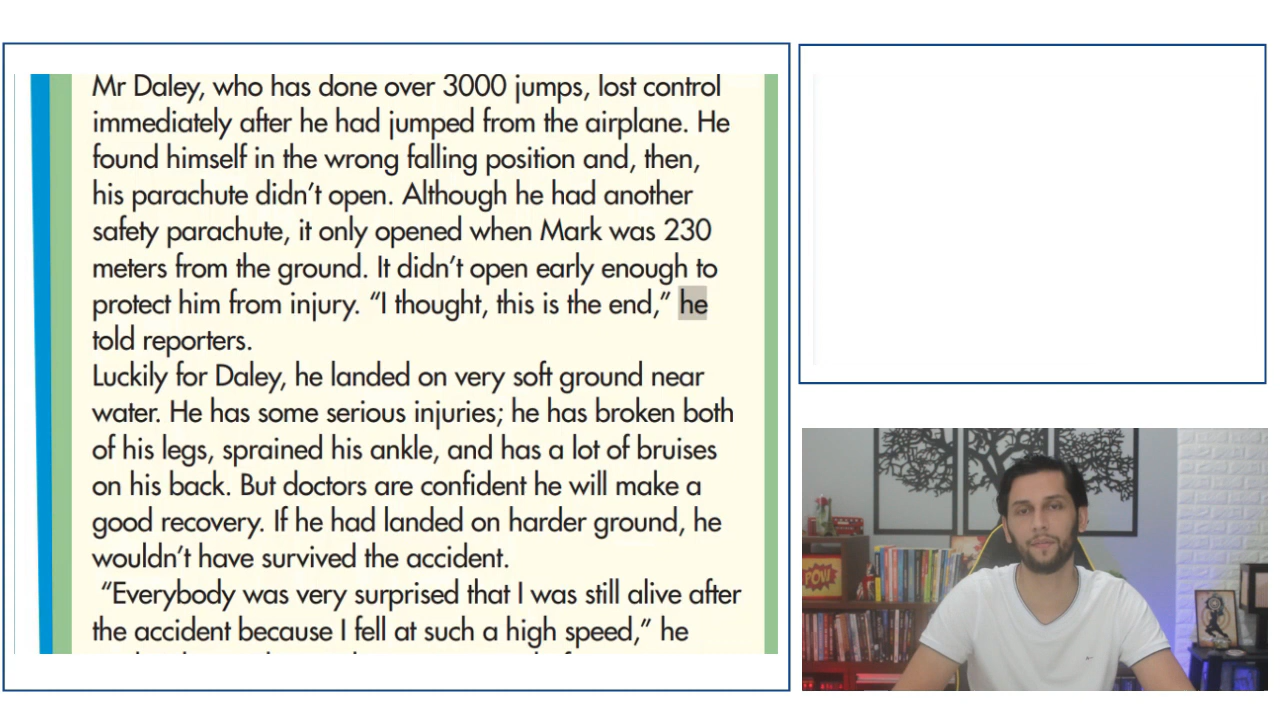 Mr Daley, who has done over 3000 jumps, lost control
immediately after he had jumped from the airplane. He
found himself in the wrong falling position and, then,
his parachute didn’t open. Although he had another
safety parachute, it only opened when Mark was 230
meters from the ground. It didn’t open early enough to
protect him from injury. “I thought, this is the end,” he
told reporters.
Luckily for Daley, he landed on very soft ground near
water. He has some serious injuries; he has broken both
of his legs, sprained his ankle, and has a lot of bruises
on his back. But doctors are confident he will make a
good recovery. If he had landed on harder ground, he
wouldn’t have survived the accident.
“Everybody was very surprised that I was still alive after
the accident because I fell at such a high speed,” he
POW!